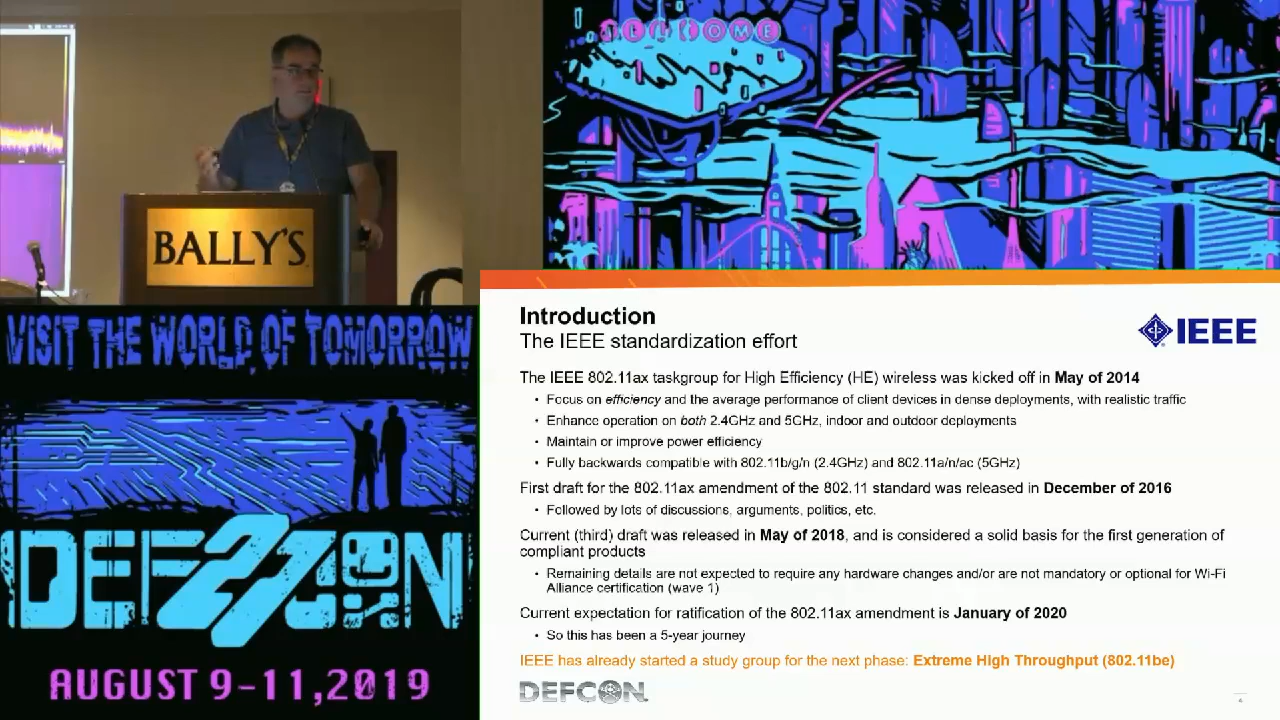 WELCOME
BALLY'S
VISIT THE WORLD OF TOMORROW
DEF27CON
AUGUST 9-11,2019
Introduction
The IEEE standardization effort
IEEE
The IEEE 802.11ax taskgroup for High Efficiency (HE) wireless was kicked off in May of 2014
• Focus on efficiency and the average performance of client devices in dense deployments, with realistic traffic
• Enhance operation on both 2.4GHz and 5GHz, indoor and outdoor deployments
• Maintain or improve power efficiency
• Fully backwards compatible with 802.11b/g/n (2.4GHz) and 802.11a/n/ac (5GHz)
First draft for the 802.11ax amendment of the 802.11 standard was released in December of 2016
• Followed by lots of discussions, arguments, politics, etc.
Current (third) draft was released in May of 2018, and is considered a solid basis for the first generation of
compliant products
• Remaining details are not expected to require any hardware changes and/or are not mandatory or optional for Wi-Fi
Alliance certification (wave 1)
Current expectation for ratification of the 802.11ax amendment is January of 2020
• So this has been a 5-year journey
IEEE has already started a study group for the next phase: Extreme High Throughput (802.11be)
DEFCON